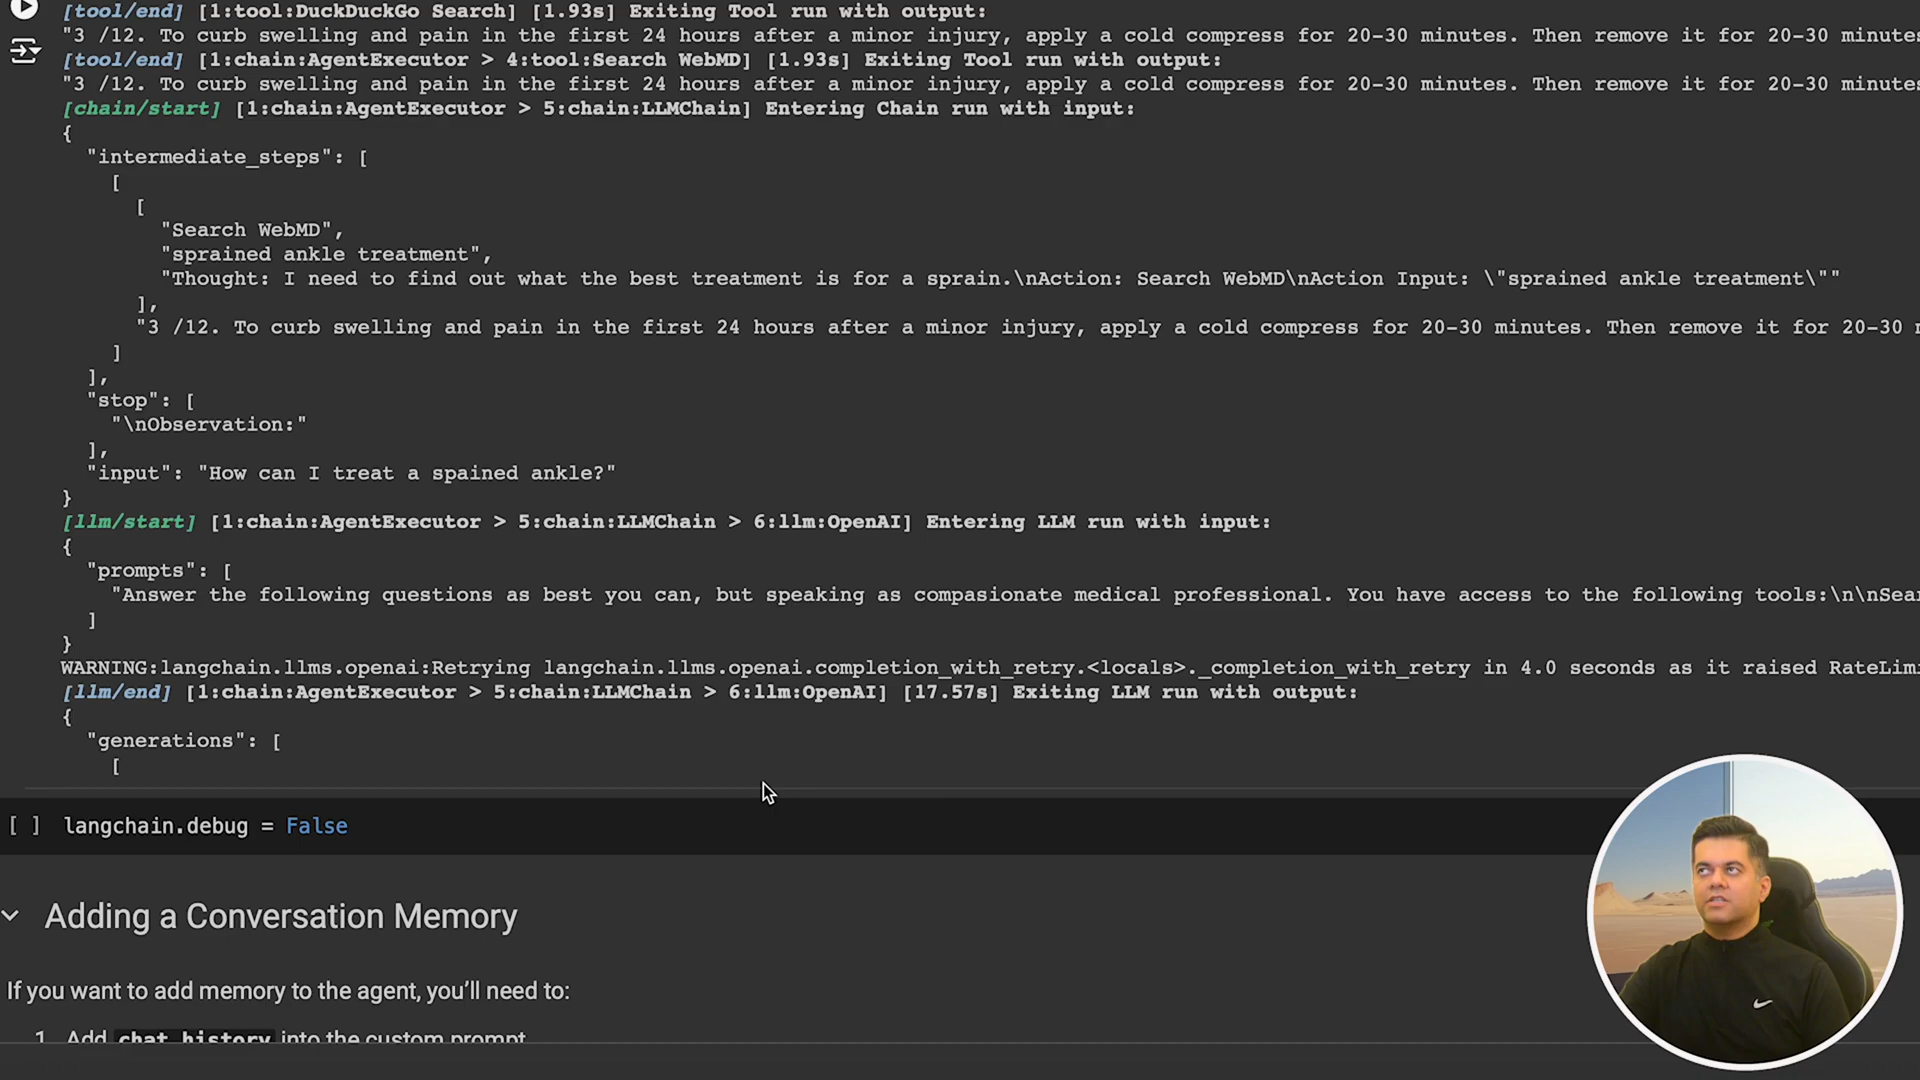 [tool/end] [1:tool:DuckDuckGo Search] [1.93s] Exiting Tool run with output:
"3 /12. To curb swelling and pain in the first 24 hours after a minor injury, apply a cold compress for 20-30 minutes. Then remove it for 20-30 minutes
[tool/end] [1:chain:AgentExecutor > 4:tool:Search WebMD] [1.93s] Exiting Tool run with output:
"3 /12. To curb swelling and pain in the first 24 hours after a minor injury, apply a cold compress for 20-30 minutes. Then remove it for 20-30 minutes
[chain/start] [1:chain:AgentExecutor > 5:chain:LLMChain] Entering Chain run with input:
{
"intermediate_steps": [
[
[
"Search WebMD",
"sprained ankle treatment",
"Thought: I need to find out what the best treatment is for a sprain.\nAction: Search WebMD\nAction Input: \"sprained ankle treatment\""
],
"3 /12. To curb swelling and pain in the first 24 hours after a minor injury, apply a cold compress for 20-30 minutes. Then remove it for 20-30
]
],
"stop": [
"\nObservation:"
],
"input": "How can I treat a spained ankle?"
}
[llm/start] [1:chain:AgentExecutor > 5:chain:LLMChain > 6:llm:OpenAI] Entering LLM run with input:
{
"prompts": [
"Answer the following questions as best you can, but speaking as compasionate medical professional. You have access to the following tools:\n\nSear
]
}
WARNING:langchain.llms.openai:Retrying langchain.llms.openai.completion_with_retry.<locals>._completion_with_retry in 4.0 seconds as it raised RateLimi
[llm/end] [1:chain:AgentExecutor > 5:chain:LLMChain > 6:llm:OpenAI] [17.57s] Exiting LLM run with output:
{
"generations": [
[
[ ] langchain.debug = False
Adding a Conversation Memory
If you want to add memory to the agent, you'll need to:
1. Add chat_history into the custom prompt